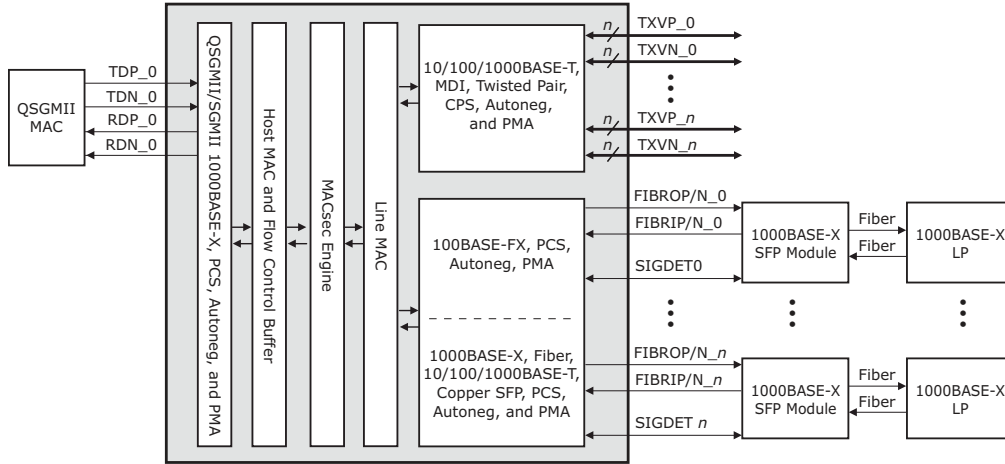 QSGMII
MAC
TDP_0
TDN_0
RDP_0
RDN_0
QSGMII/SGMII 1000BASE-X, PCS, Autoneg, and PMA
Host MAC and Flow Control Buffer
MACsec Engine
Line MAC
10/100/1000BASE-T,
MDI, Twisted Pair,
CPS, Autoneg,
and PMA
n TXVP_0
n TXVN_0
n TXVP_n
n TXVN_n
100BASE-FX, PCS,
Autoneg, PMA
1000BASE-X, Fiber,
10/100/1000BASE-T,
Copper SFP, PCS,
Autoneg, and PMA
FIBROP/N_0
FIBRIP/N_0
SIGDET0
1000BASE-X
SFP Module
Fiber
Fiber
1000BASE-X
LP
FIBROP/N_n
FIBRIP/N_n
SIGDET n
1000BASE-X
SFP Module
Fiber
Fiber
1000BASE-X
LP